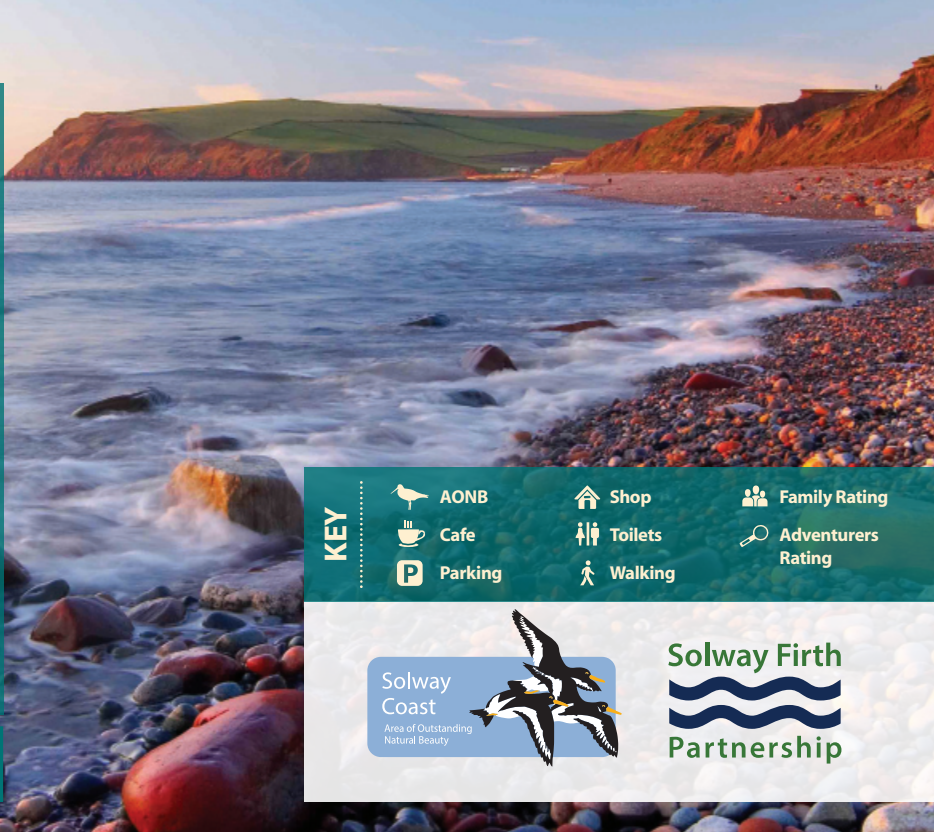 KEY
AONB
Cafe
P Parking
Shop
Toilets
Walking
Family Rating
Adventurers
Rating
Solway
Coast
Area of Outstanding
Natural Beauty
Solway Firth
Partnership